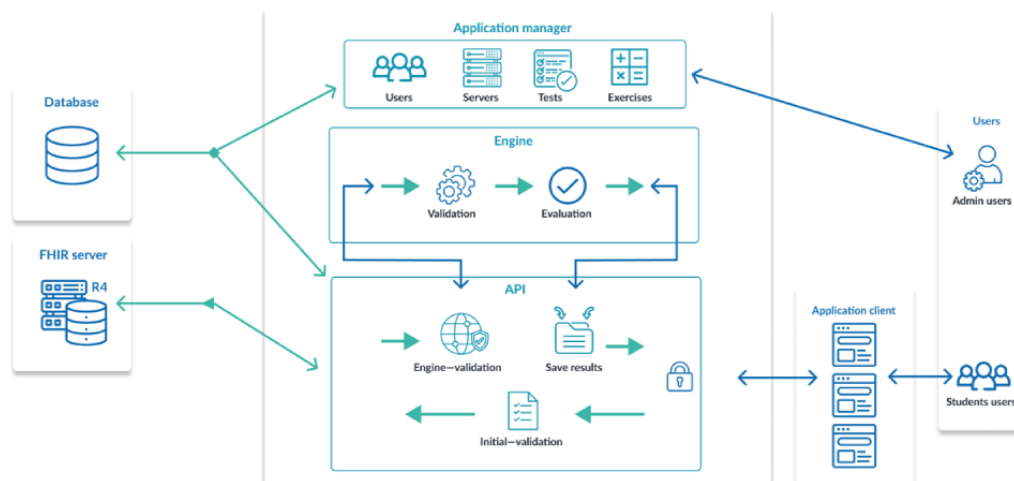 Application manager
Users
Servers
Tests
Exercises
Database
Engine
Validation
Evaluation
Users
Admin users
FHIR server
R4
API
Engine—validation
Save results
Initial—validation
Application client
Students users